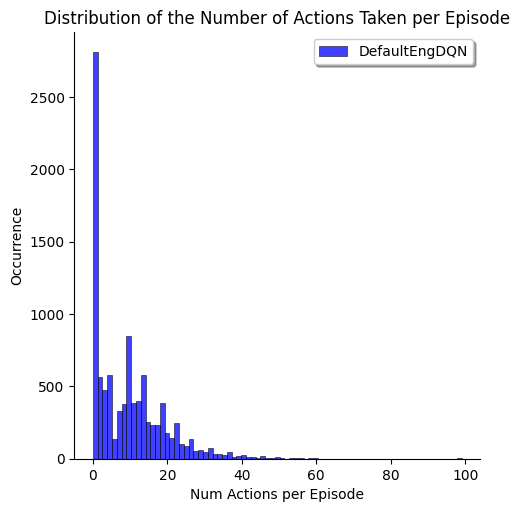 Distribution of the Number of Actions Taken per Episode
DefaultEngDQN
2500
2000
1500
1000
500
0
Occurrence
0 20 40 60 80 100
Num Actions per Episode